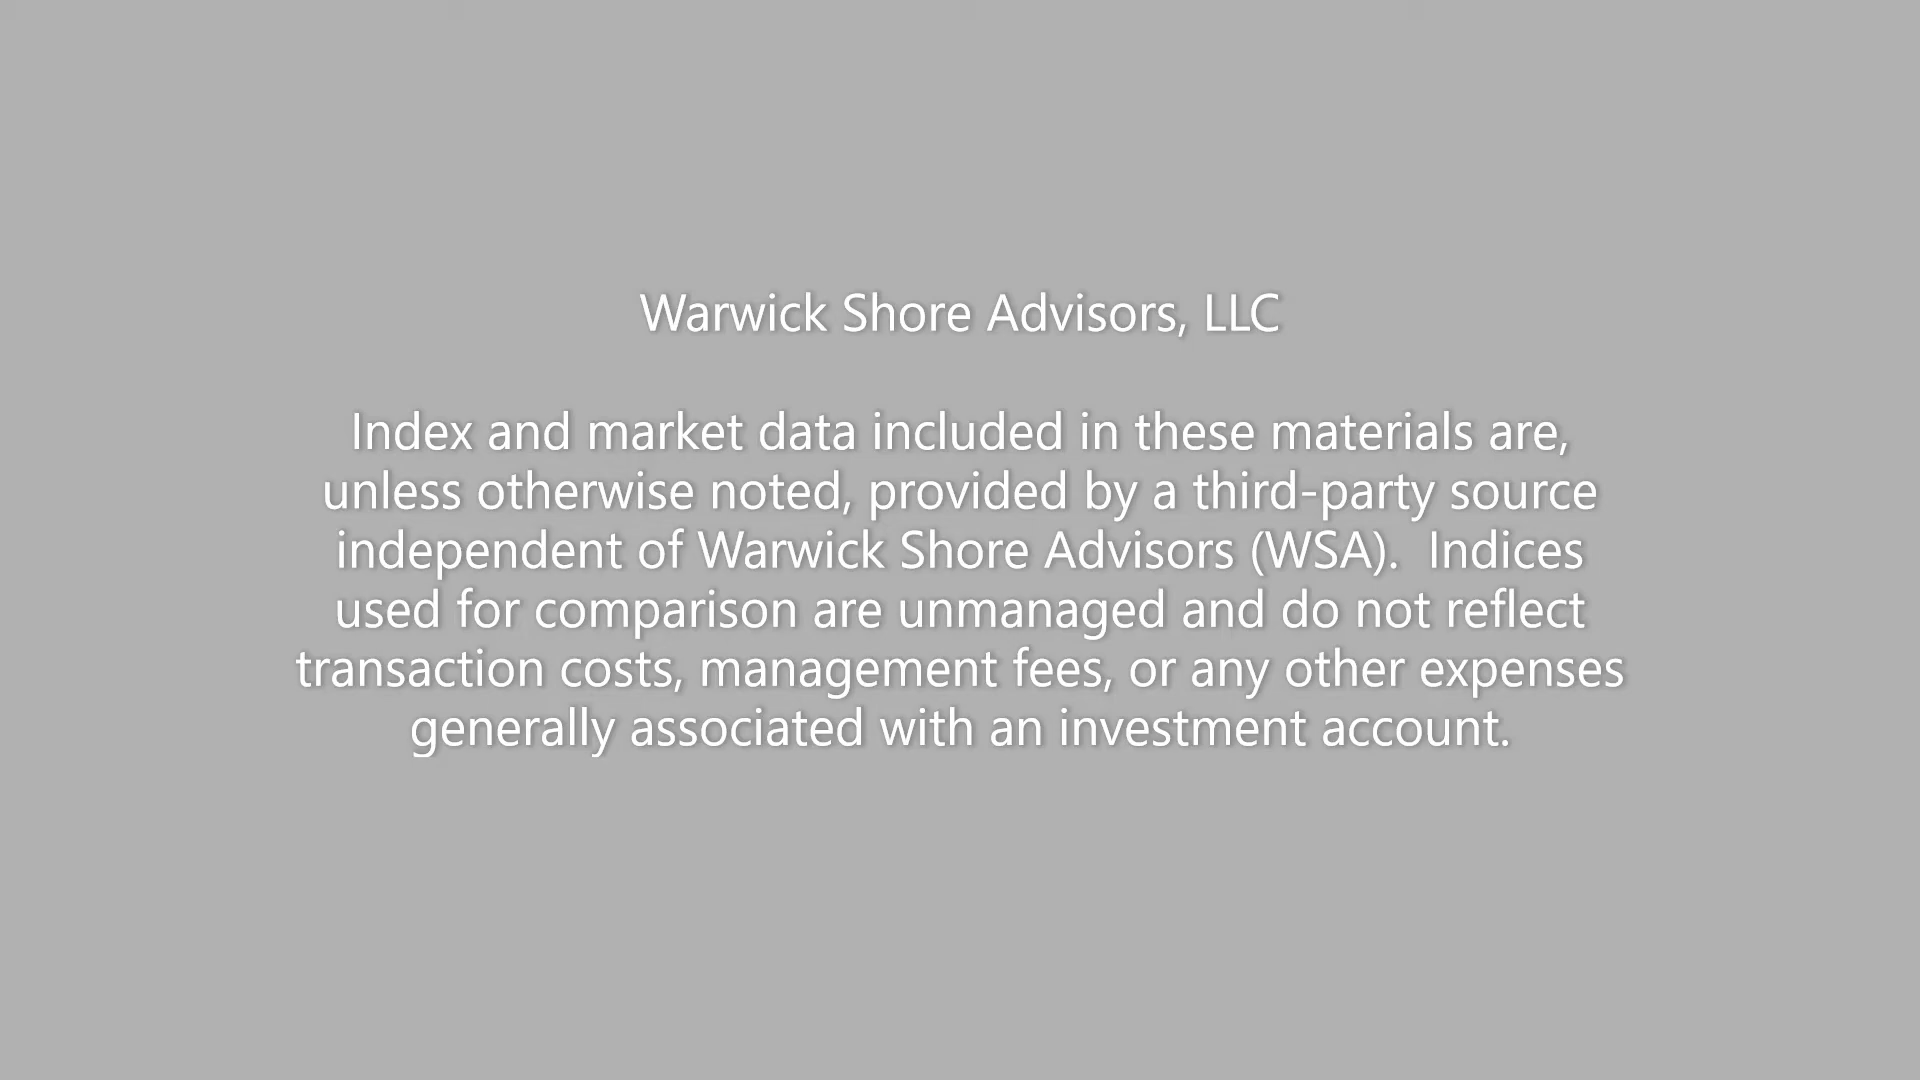 Warwick Shore Advisors, LLC
Index and market data included in these materials are,
unless otherwise noted, provided by a third-party source
independent of Warwick Shore Advisors (WSA).  Indices
used for comparison are unmanaged and do not reflect
transaction costs, management fees, or any other expenses
generally associated with an investment account.